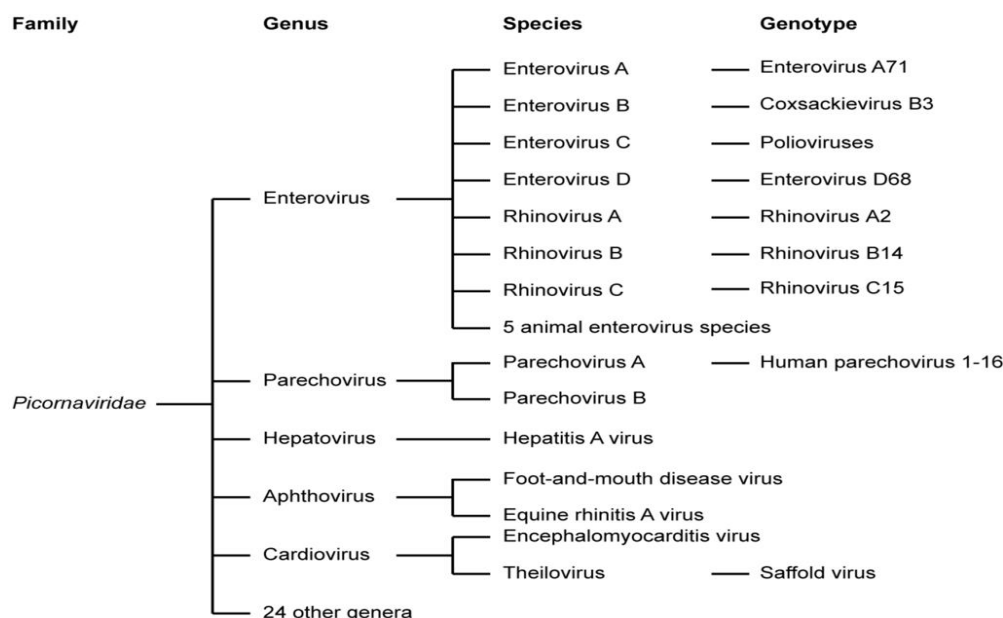 Family Genus Species Genotype
Enterovirus A Enterovirus A71
Enterovirus B Coxsackievirus B3
Enterovirus C Polioviruses
Enterovirus D Enterovirus D68
Enterovirus
Rhinovirus A Rhinovirus A2
Rhinovirus B Rhinovirus B14
Rhinovirus C Rhinovirus C15
5 animal enterovirus species
Parechovirus A Human parechovirus 1-16
Parechovirus
Parechovirus B
Picornaviridae
Hepatovirus Hepatitis A virus
Foot-and-mouth disease virus
Aphthovirus
Equine rhinitis A virus
Encephalomyocarditis virus
Cardiovirus
Theilovirus Saffold virus
24 other genera